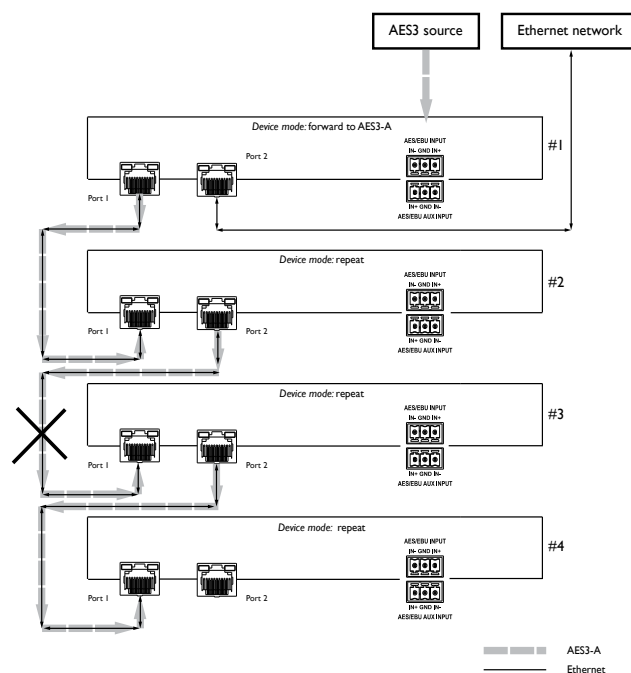 AES3 source
Ethernet network
Device mode: forward to AES3-A
#1
AES/EBU INPUT
IN- GND IN+
Port 2
Port 1
IN+ GND IN-
AES/EBU AUX INPUT
Device mode: repeat
#2
AES/EBU INPUT
IN- GND IN+
Port 1
Port 2
IN+ GND IN-
AES/EBU AUX INPUT
Device mode: repeat
#3
AES/EBU INPUT
IN- GND IN+
Port 1
Port 2
IN+ GND IN-
AES/EBU AUX INPUT
Device mode: repeat
#4
AES/EBU INPUT
IN- GND IN+
Port 1
Port 2
IN+ GND IN-
AES/EBU AUX INPUT
AES3-A
Ethernet